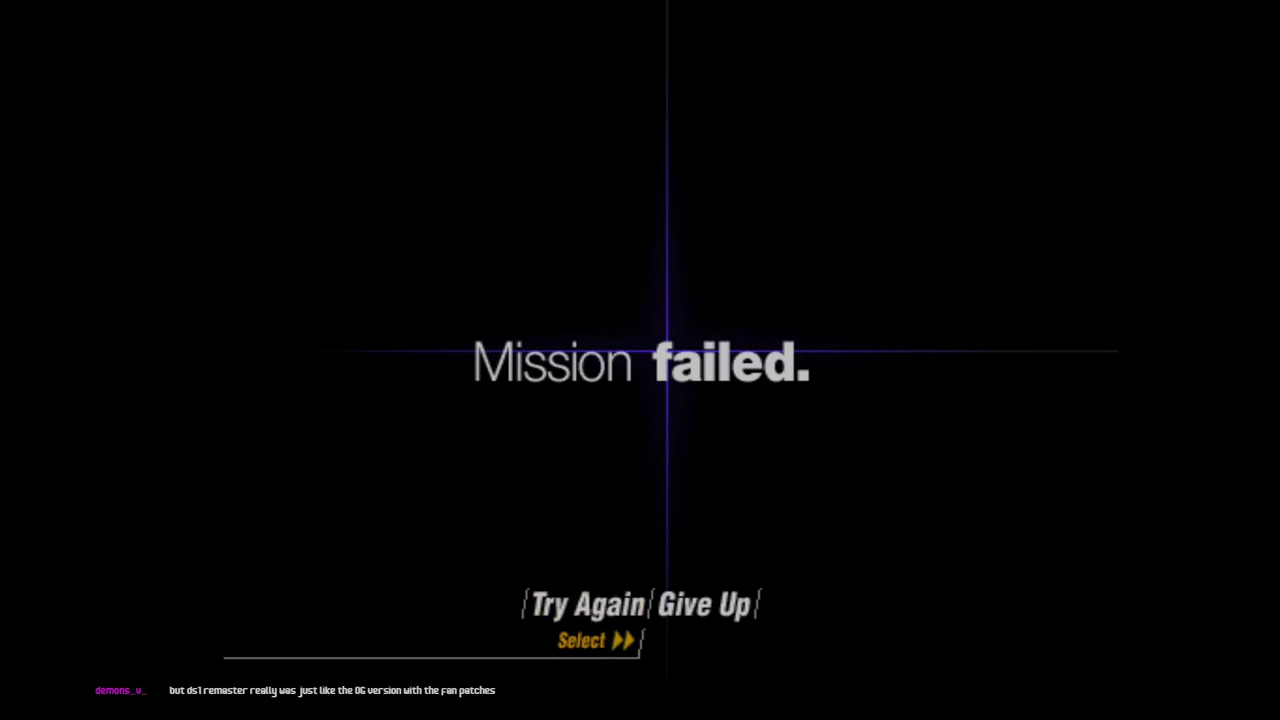 Mission failed.
Try Again Give Up
Select
demons_v_ but ds1 remaster really was just like the OG version with the fan patches